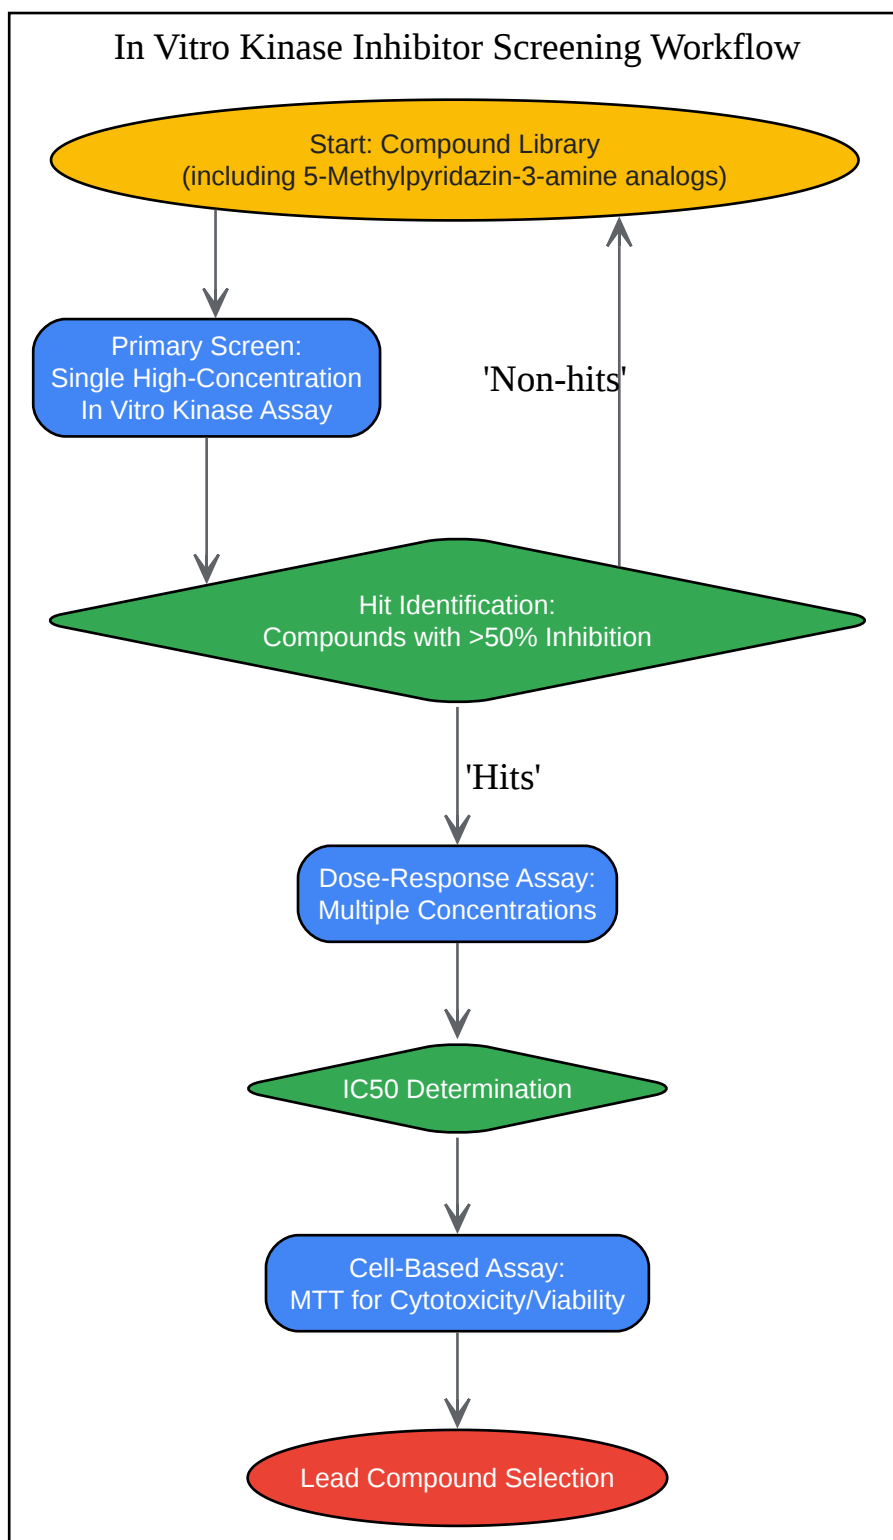 In Vitro Kinase Inhibitor Screening Workflow
Start: Compound Library
(including 5-Methylpyridazin-3-amine analogs)
Primary Screen:
Single High-Concentration
In Vitro Kinase Assay
'Non-hits'
Hit Identification:
Compounds with >50% Inhibition
'Hits'
Dose-Response Assay:
Multiple Concentrations
IC50 Determination
Cell-Based Assay:
MTT for Cytotoxicity/Viability
Lead Compound Selection